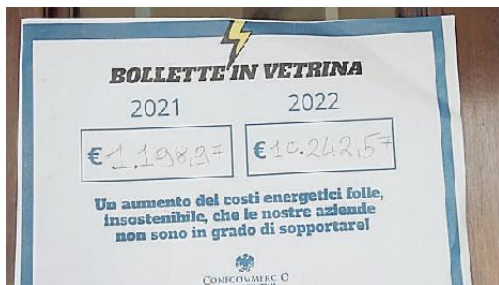 BOLLETTE IN VETRINA
2021 2022
€ 1.198,97 € 10.242,57
Un aumento dei costi energetici folle,
insostenibile, che le nostre aziende
non sono in grado di sopportare!
CONFCOMMERCIO